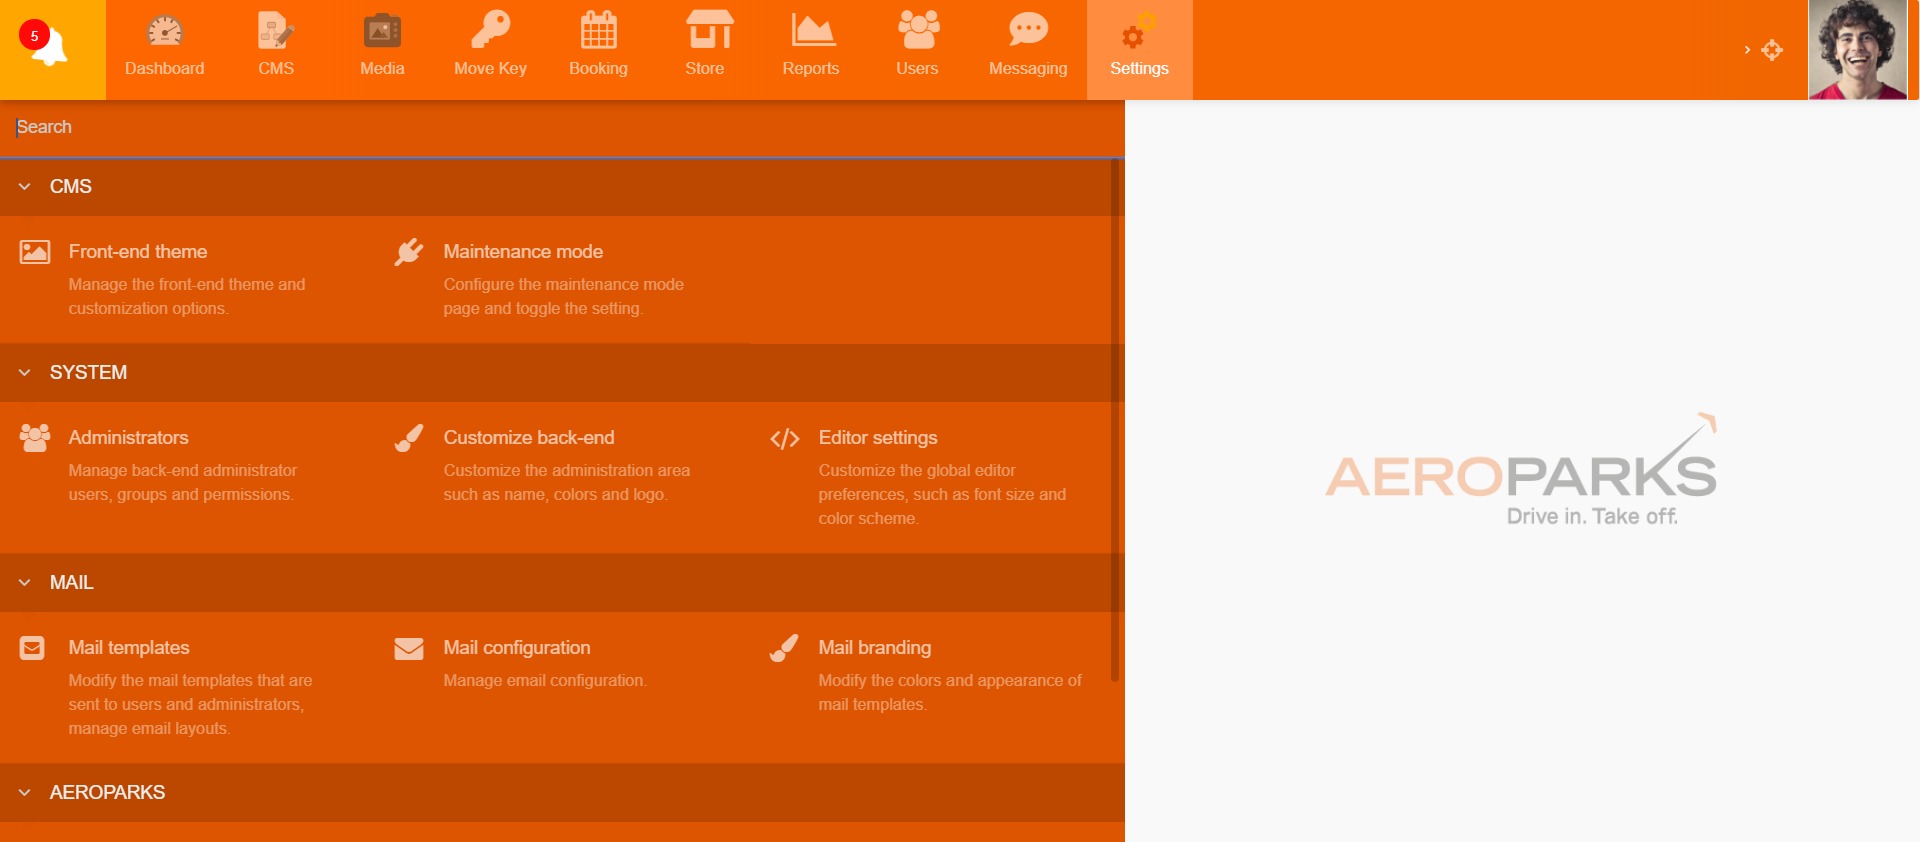 5
Dashboard
CMS
Media
Move Key
Booking
Store
Reports
Users
Messaging
Settings
Search
CMS
Front-end theme
Manage the front-end theme and
customization options.
Maintenance mode
Configure the maintenance mode
page and toggle the setting.
SYSTEM
Administrators
Manage back-end administrator
users, groups and permissions.
Customize back-end
Customize the administration area
such as name, colors and logo.
Editor settings
Customize the global editor
preferences, such as font size and
color scheme.
MAIL
Mail templates
Modify the mail templates that are
sent to users and administrators,
manage email layouts.
Mail configuration
Manage email configuration.
Mail branding
Modify the colors and appearance of
mail templates.
AEROPARKS
AEROPARKS
Drive in. Take off.